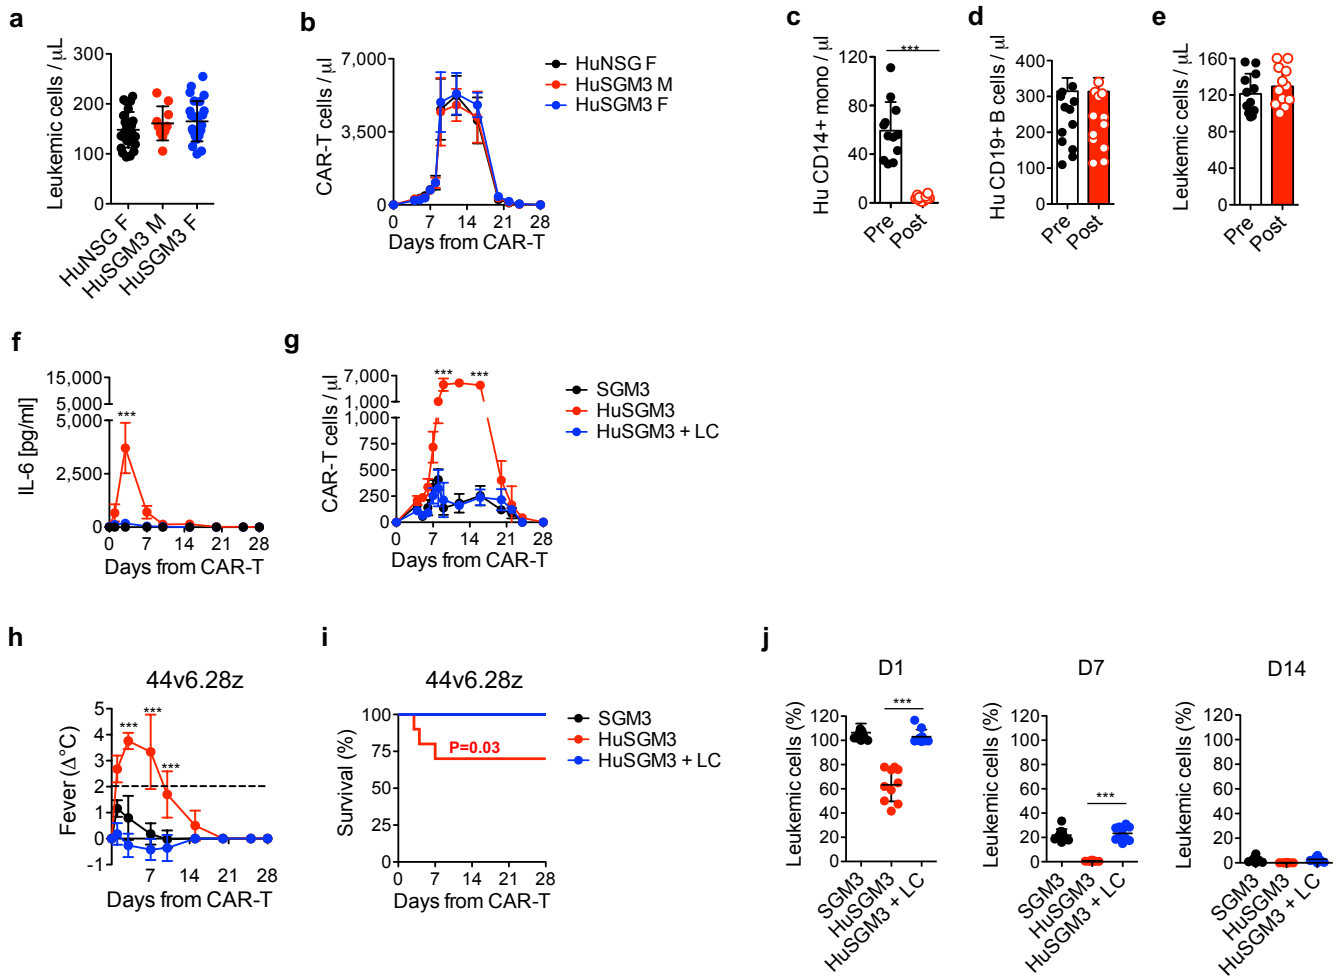 a
Leukemic cells / μL
300
200
100
0
HuNSG F
HuSGM3 M
HuSGM3 F
b
CAR-T cells / μl
7,000
3,500
0
0 7 14 21 28
Days from CAR-T
HuNSG F
HuSGM3 M
HuSGM3 F
c
Hu CD14+ mono / μl
120
80
40
0
***
Pre
Post
d
Hu CD19+ B cells / μl
400
300
200
100
0
Pre
Post
e
Leukemic cells / μL
160
120
80
40
0
Pre
Post
f
IL-6 [pg/ml]
15,000
5,000
5,000
2,500
0
***
0 7 14 21 28
Days from CAR-T
g
CAR-T cells / μl
7,000
1,000
1,000
750
500
250
0
*** ***
0 7 14 21 28
Days from CAR-T
SGM3
HuSGM3
HuSGM3 + LC
h
44v6.28z
Fever (Δ°C)
5
4
3
2
1
0
-1
***
***
***
0 7 14 21 28
Days from CAR-T
i
44v6.28z
Survival (%)
100
75
50
25
0
P=0.03
0 7 14 21 28
Days from CAR-T
SGM3
HuSGM3
HuSGM3 + LC
j
D1
Leukemic cells (%)
120
100
80
60
40
20
0
***
SGM3
HuSGM3
HuSGM3 + LC
D7
Leukemic cells (%)
120
100
80
60
40
20
0
***
SGM3
HuSGM3
HuSGM3 + LC
D14
Leukemic cells (%)
120
100
80
60
40
20
0
SGM3
HuSGM3
HuSGM3 + LC